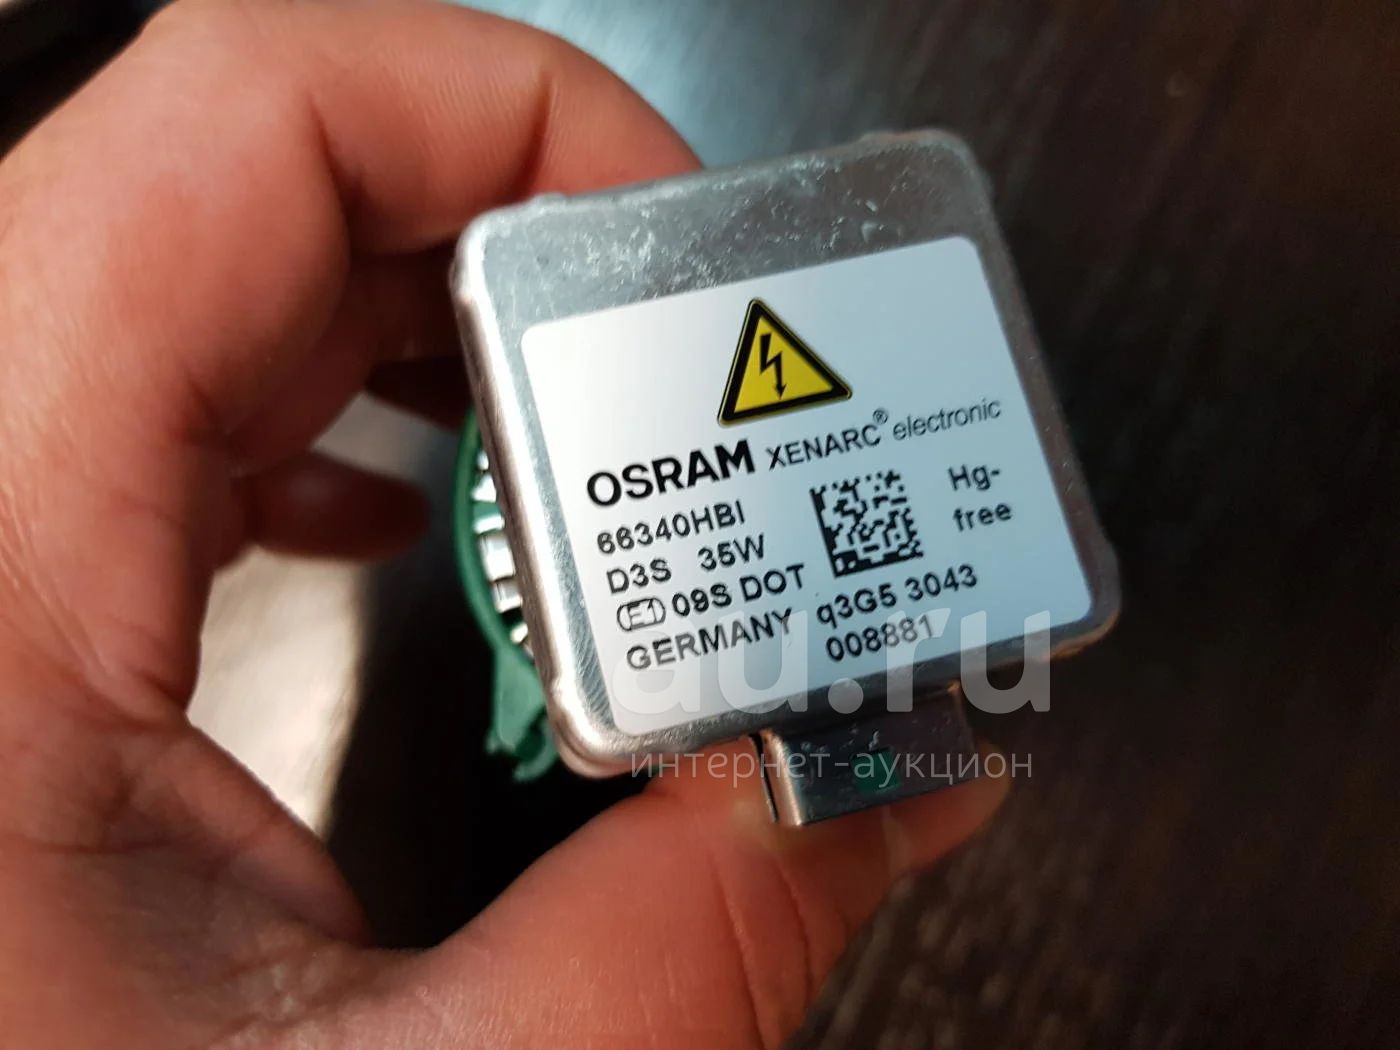 OSRAM XENARC® electronic
66340HBI
Hg-
free
D3S 35W
E1 09S DOT
GERMANY
q3G5 3043
008881
au.ru
интернет-аукцион